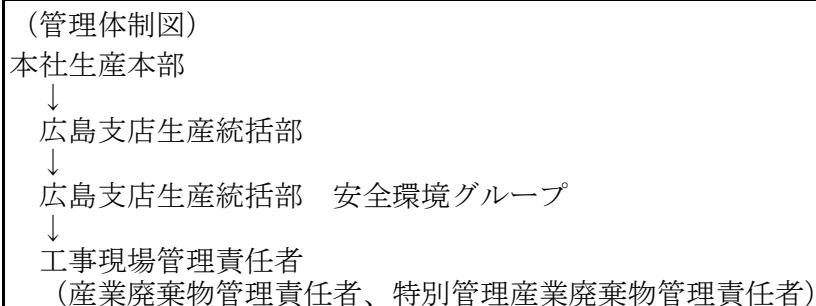 （管理体制図）
本社生産本部
↓
広島支店生産統括部
↓
広島支店生産統括部　安全環境グループ
↓
工事現場管理責任者
（産業廃棄物管理責任者、特別管理産業廃棄物管理責任者）